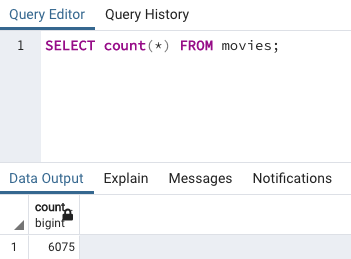 Query Editor Query History
1 SELECT count(*) FROM movies;
Data Output Explain Messages Notifications
count
bigint
1 6075